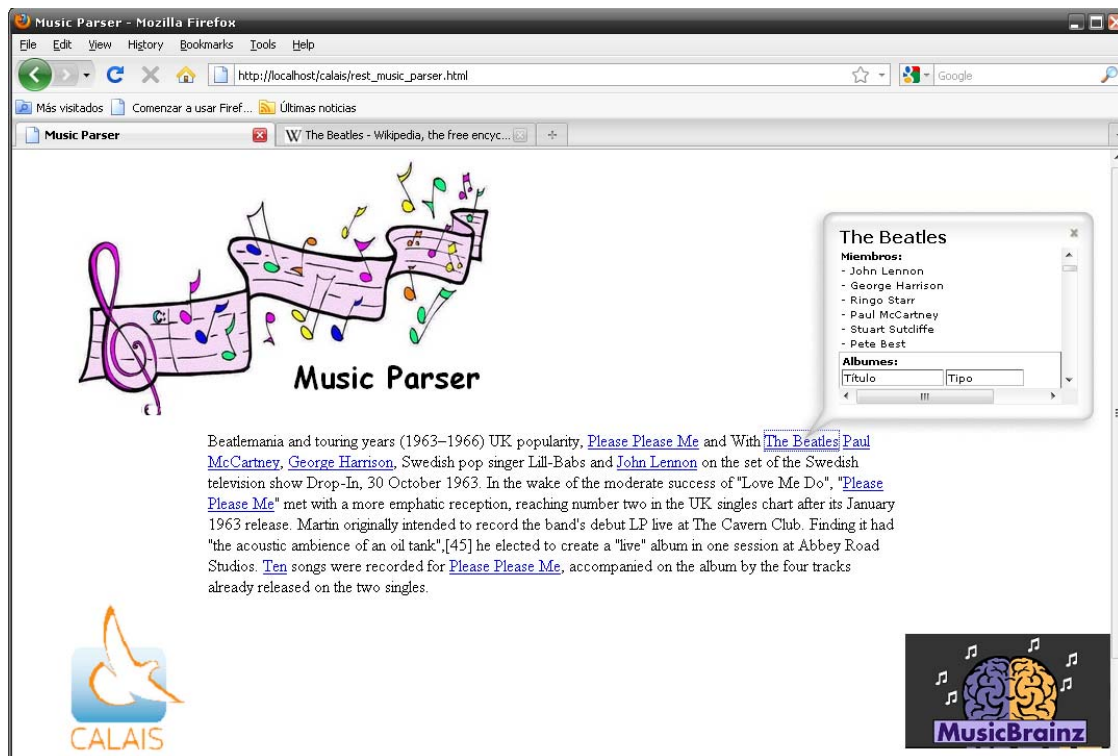 Music Parser - Mozilla Firefox
File Edit View History Bookmarks Tools Help
http://localhost/calais/rest_music_parser.html
Google
Más visitados Comenzar a usar Firef... Últimas noticias
Music Parser
The Beatles - Wikipedia, the free encyc...
Music Parser
The Beatles
Miembros:
- John Lennon
- George Harrison
- Ringo Starr
- Paul McCartney
- Stuart Sutcliffe
- Pete Best
Albumes:
Título Tipo
Beatlemania and touring years (1963–1966) UK popularity, Please Please Me and With The Beatles Paul
McCartney, George Harrison, Swedish pop singer Lill-Babs and John Lennon on the set of the Swedish
television show Drop-In, 30 October 1963. In the wake of the moderate success of "Love Me Do", "Please
Please Me" met with a more emphatic reception, reaching number two in the UK singles chart after its January
1963 release. Martin originally intended to record the band's debut LP live at The Cavern Club. Finding it had
"the acoustic ambience of an oil tank",[45] he elected to create a "live" album in one session at Abbey Road
Studios. Ten songs were recorded for Please Please Me, accompanied on the album by the four tracks
already released on the two singles.
CALAIS
MusicBrainz